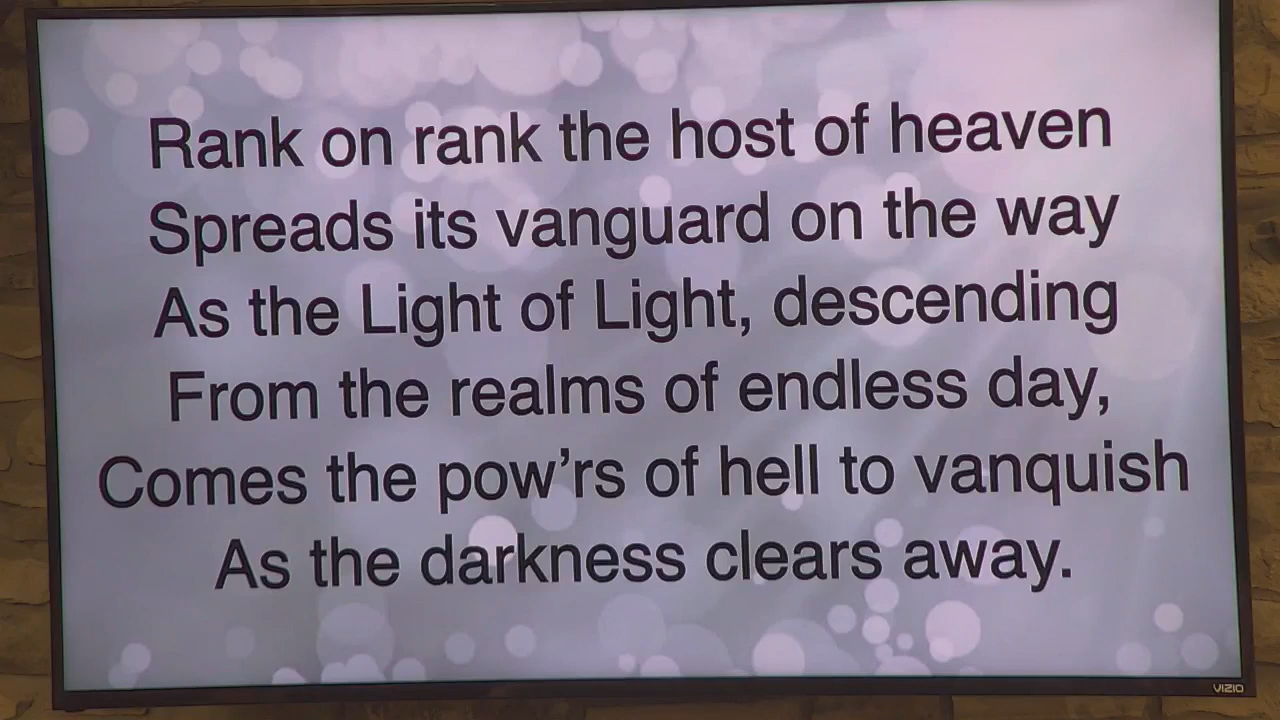 Rank on rank the host of heaven
Spreads its vanguard on the way
As the Light of Light, descending
From the realms of endless day,
Comes the pow’rs of hell to vanquish
As the darkness clears away.
VIZIO